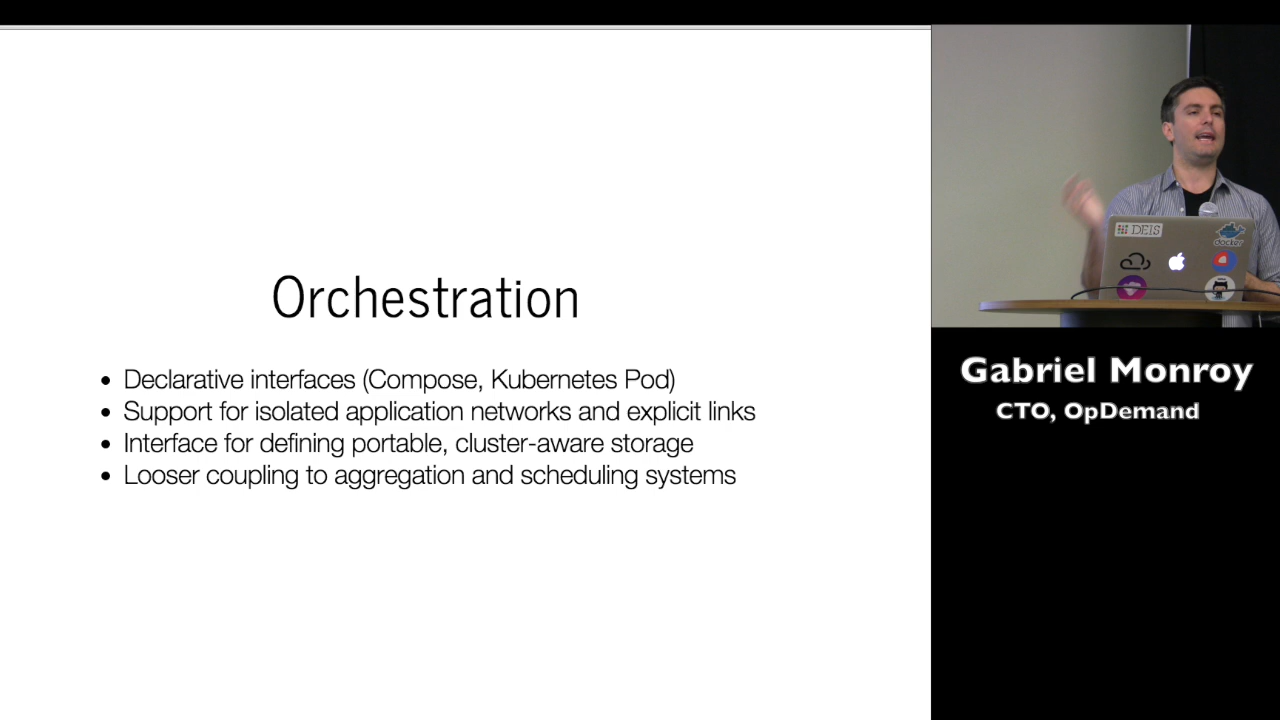 Orchestration
• Declarative interfaces (Compose, Kubernetes Pod)
• Support for isolated application networks and explicit links
• Interface for defining portable, cluster-aware storage
• Looser coupling to aggregation and scheduling systems
DEIS
docker
Gabriel Monroy
CTO, OpDemand